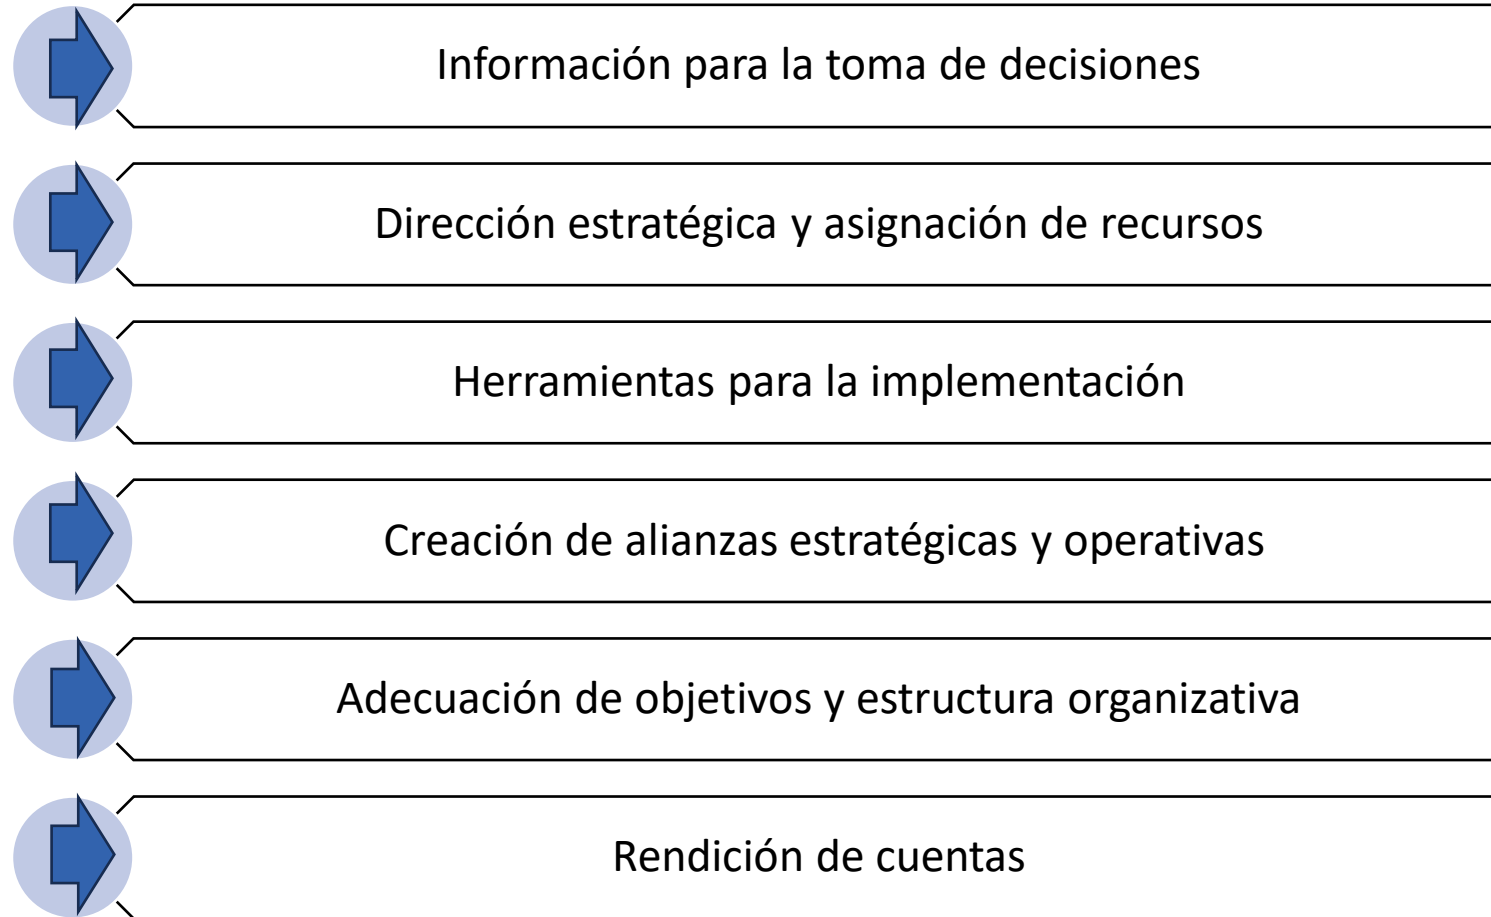 Información para la toma de decisiones
Dirección estratégica y asignación de recursos
Herramientas para la implementación
Creación de alianzas estratégicas y operativas
Adecuación de objetivos y estructura organizativa
Rendición de cuentas